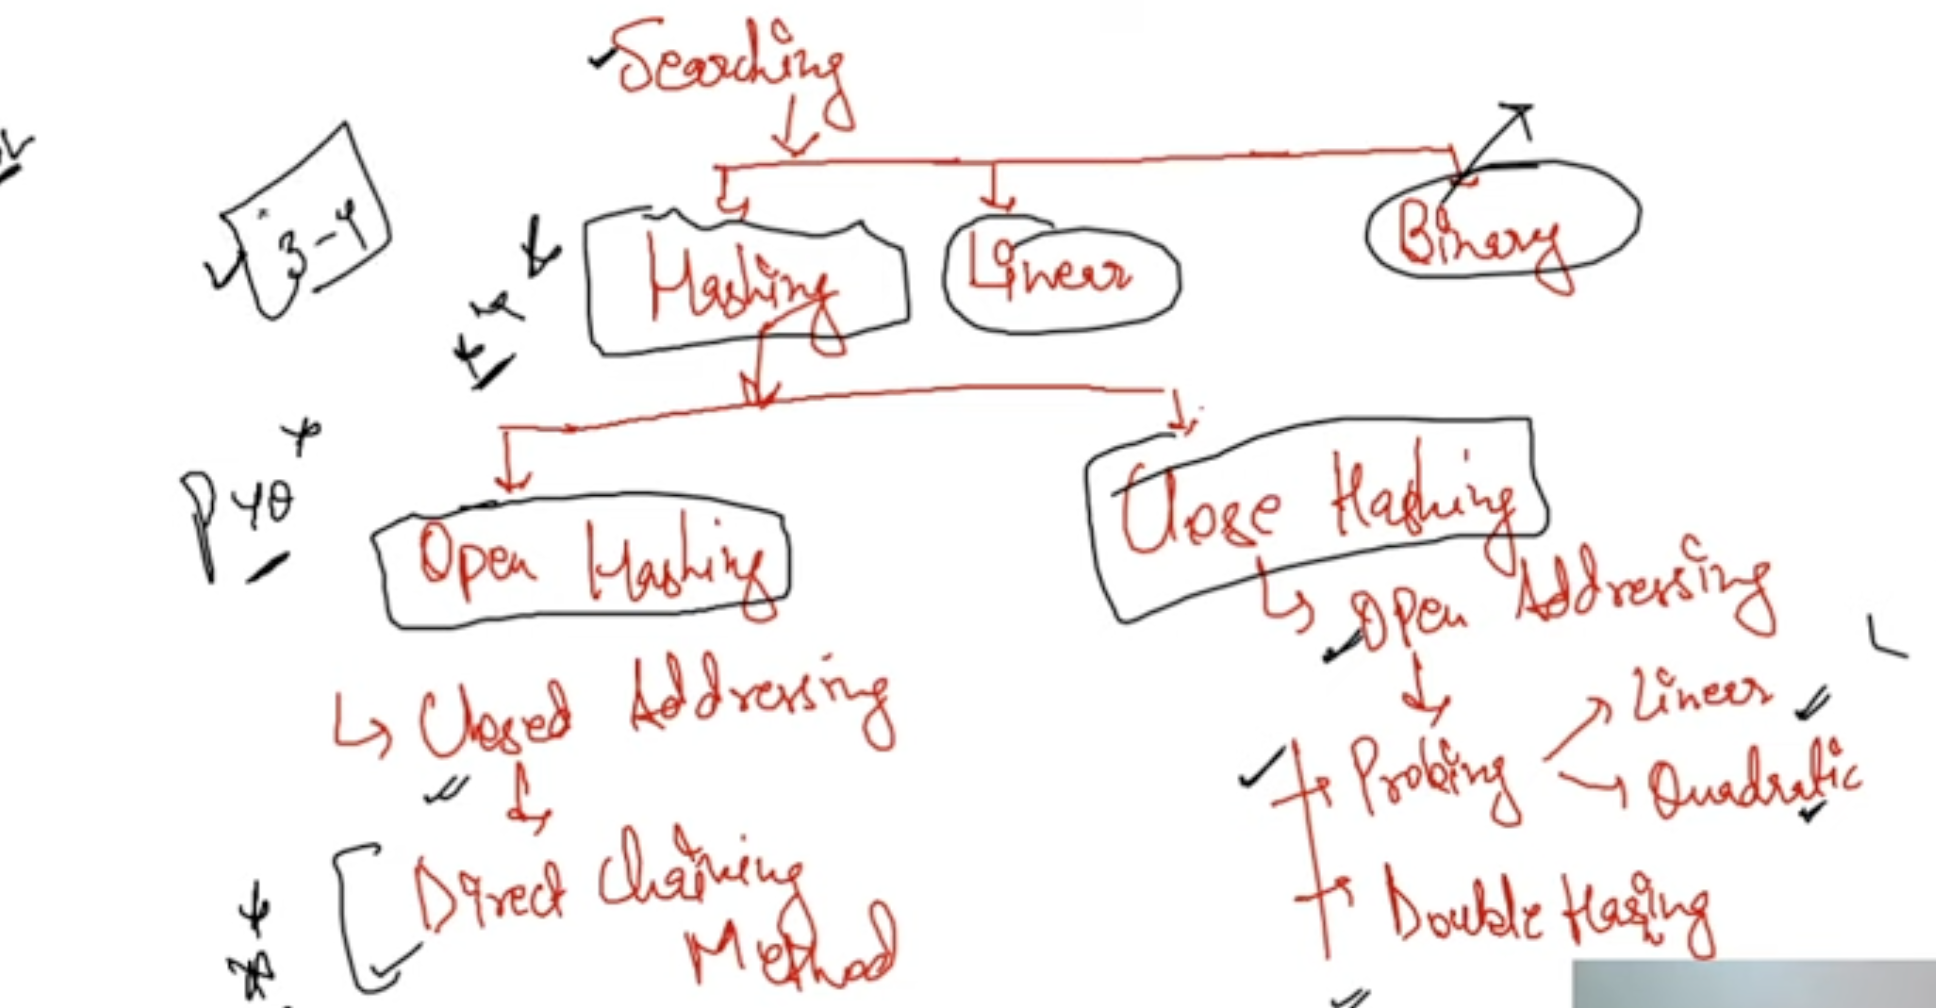 Searching
3-4
Hashing
Linear
Binary
Open Hashing
Close Hashing
Open Addressing
Closed Addressing
Probing
Linear
Quadratic
Direct Chaining
Method
Double Hasing